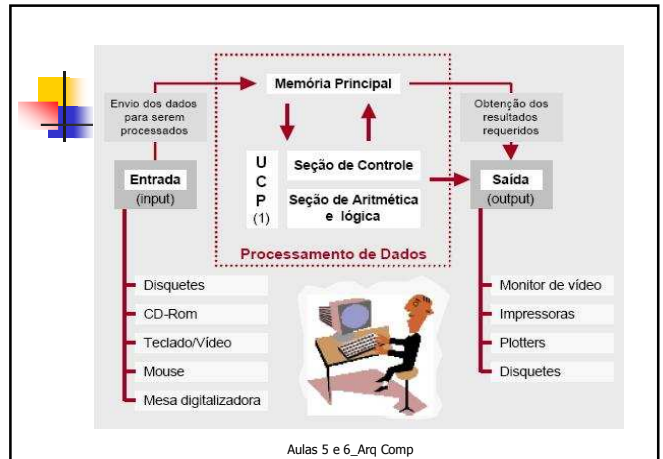 Memória Principal
Envio dos dados
para serem
processados
Obtenção dos
resultados
requeridos
Entrada
(input)
U
C
P
(1)
Seção de Controle
Seção de Aritmética
e lógica
Saída
(output)
Processamento de Dados
Disquetes
CD-Rom
Teclado/Vídeo
Mouse
Mesa digitalizadora
Monitor de vídeo
Impressoras
Plotters
Disquetes
Aulas 5 e 6_Arq Comp